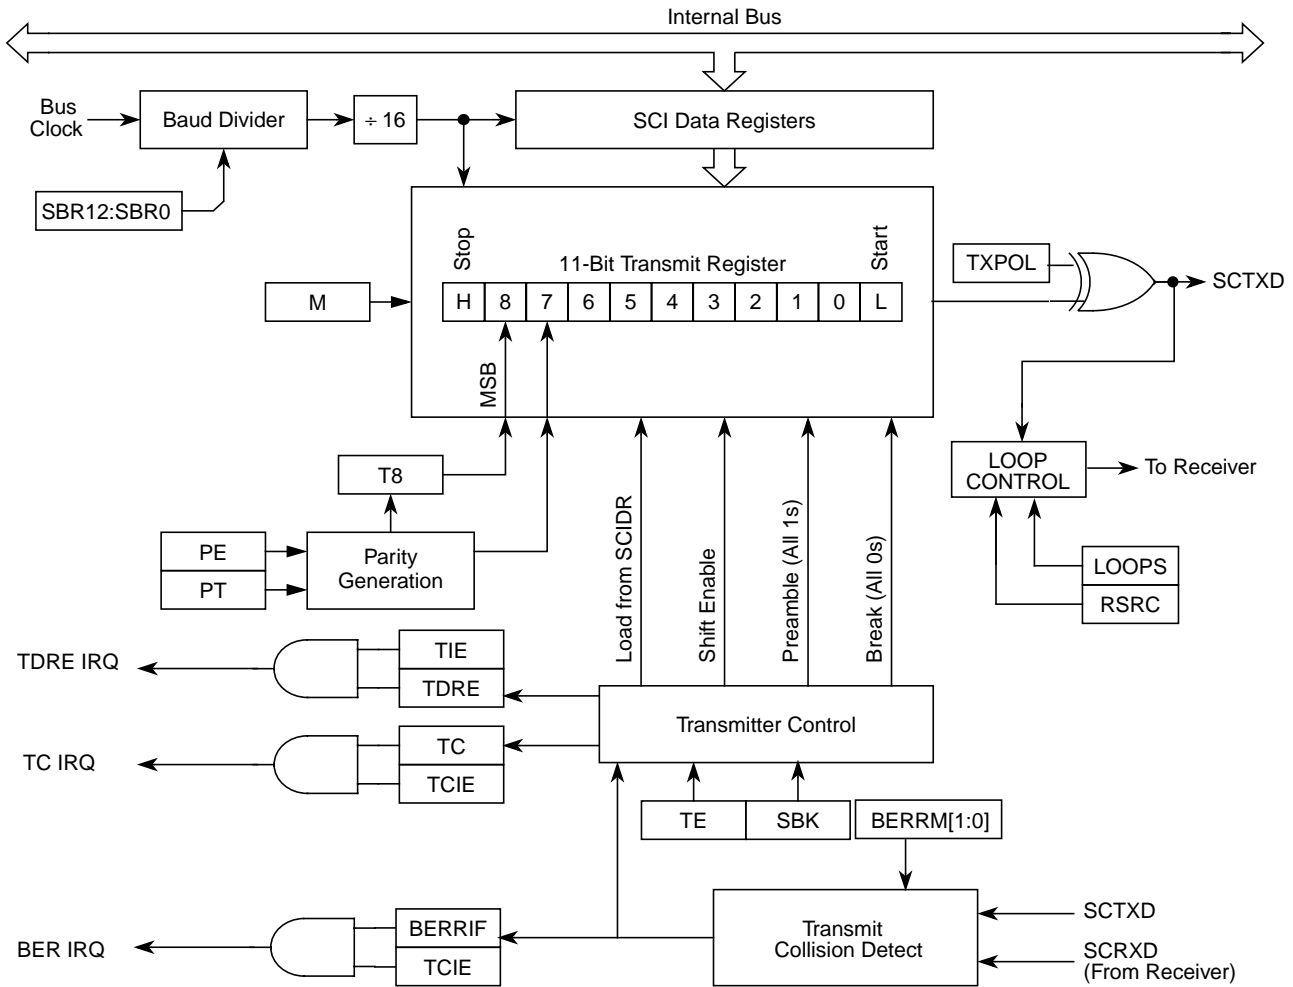 Internal Bus
Bus
Clock
Baud Divider
÷ 16
SCI Data Registers
SBR12:SBR0
Stop
11-Bit Transmit Register
Start
TXPOL
SCTXD
M
H 8 7 6 5 4 3 2 1 0 L
MSB
T8
LOOP
CONTROL
To Receiver
PE
PT
Parity
Generation
Load from SCIDR
Shift Enable
Preamble (All 1s)
Break (All 0s)
LOOPS
RSRC
TDRE IRQ
TIE
TDRE
Transmitter Control
TC IRQ
TC
TCIE
TE
SBK
BERRM[1:0]
BER IRQ
BERRIF
TCIE
Transmit
Collision Detect
SCTXD
SCRXD
(From Receiver)